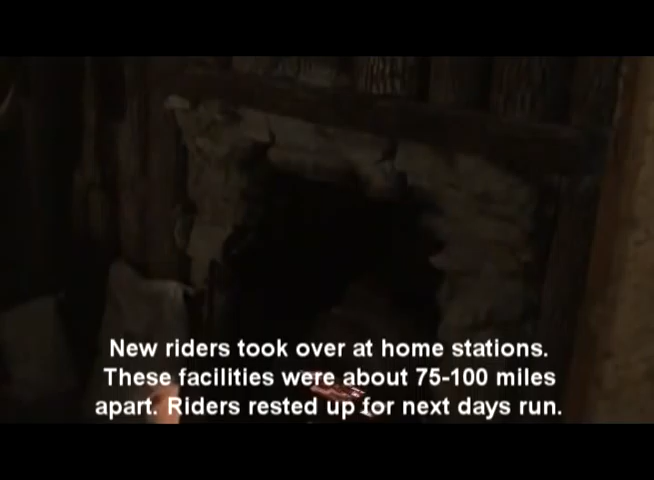 New riders took over at home stations.
These facilities were about 75-100 miles
apart. Riders rested up for next days run.